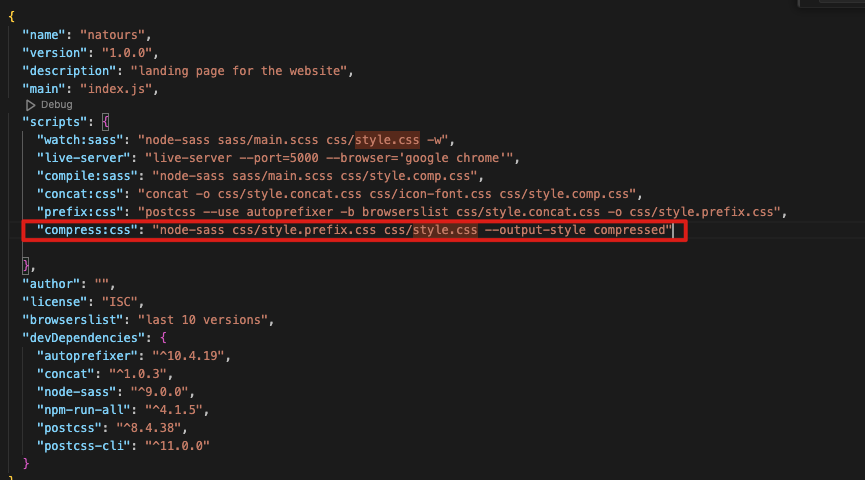 {
"name": "natours",
"version": "1.0.0",
"description": "landing page for the website",
"main": "index.js",
Debug
"scripts": {
"watch:sass": "node-sass sass/main.scss css/style.css -w",
"live-server": "live-server --port=5000 --browser='google chrome'",
"compile:sass": "node-sass sass/main.scss css/style.comp.css",
"concat:css": "concat -o css/style.concat.css css/icon-font.css css/style.comp.css",
"prefix:css": "postcss --use autoprefixer -b browserslist css/style.concat.css -o css/style.prefix.css",
"compress:css": "node-sass css/style.prefix.css css/style.css --output-style compressed"
},
"author": "",
"license": "ISC",
"browserslist": "last 10 versions",
"devDependencies": {
"autoprefixer": "^10.4.19",
"concat": "^1.0.3",
"node-sass": "^9.0.0",
"npm-run-all": "^4.1.5",
"postcss": "^8.4.38",
"postcss-cli": "^11.0.0"
}
}